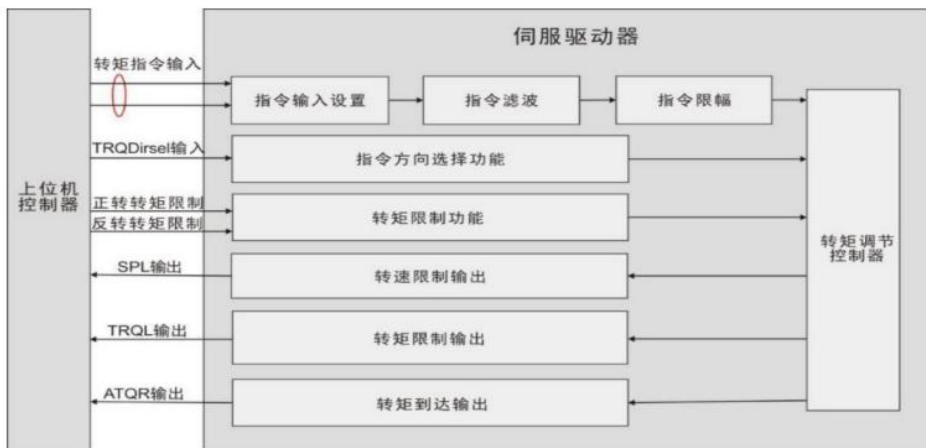 伺服驱动器
转矩指令输入
指令输入设置
指令滤波
指令限幅
TRQDirsel输入
指令方向选择功能
上位机
控制器
正转转矩限制
反转转矩限制
转矩限制功能
转矩调节
控制器
SPL输出
转速限制输出
TRQL输出
转矩限制输出
ATQR输出
转矩到达输出